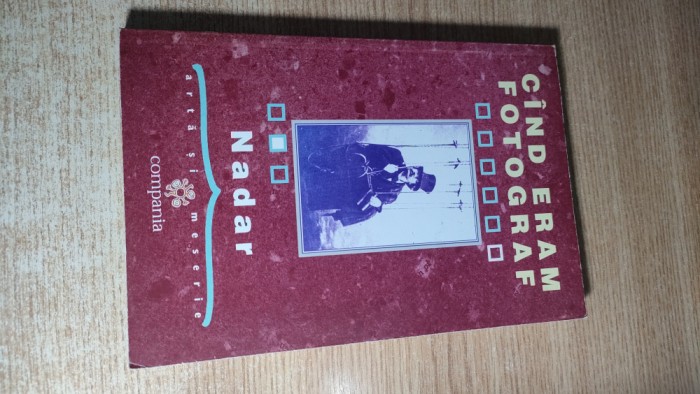 CÎND ERAM
FOTOGRAF
Nadar
artă și meserie
compania